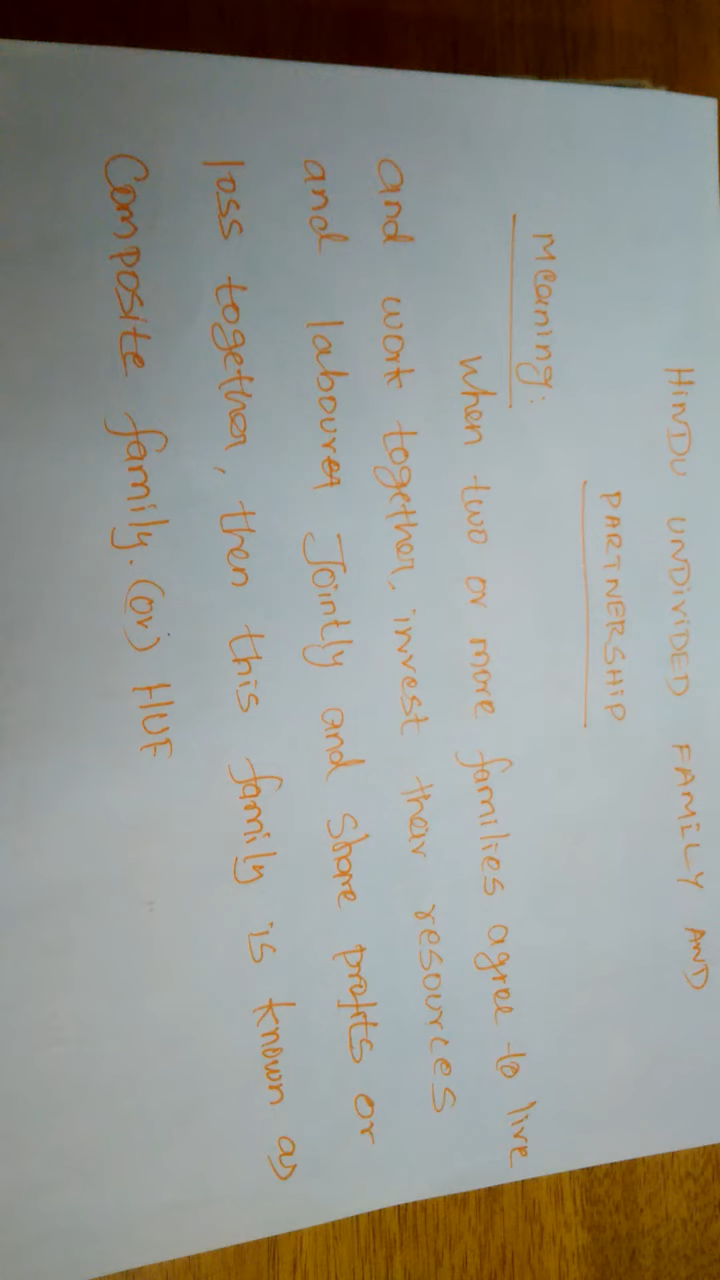 HINDU UNDIVIDED FAMILY AND
PARTNERSHIP
Meaning:
When two or more families agree to live
and work together, invest their resources
and labourer Jointly and share profits or
loss together, then this family is known as
Composite family. (or) HUF